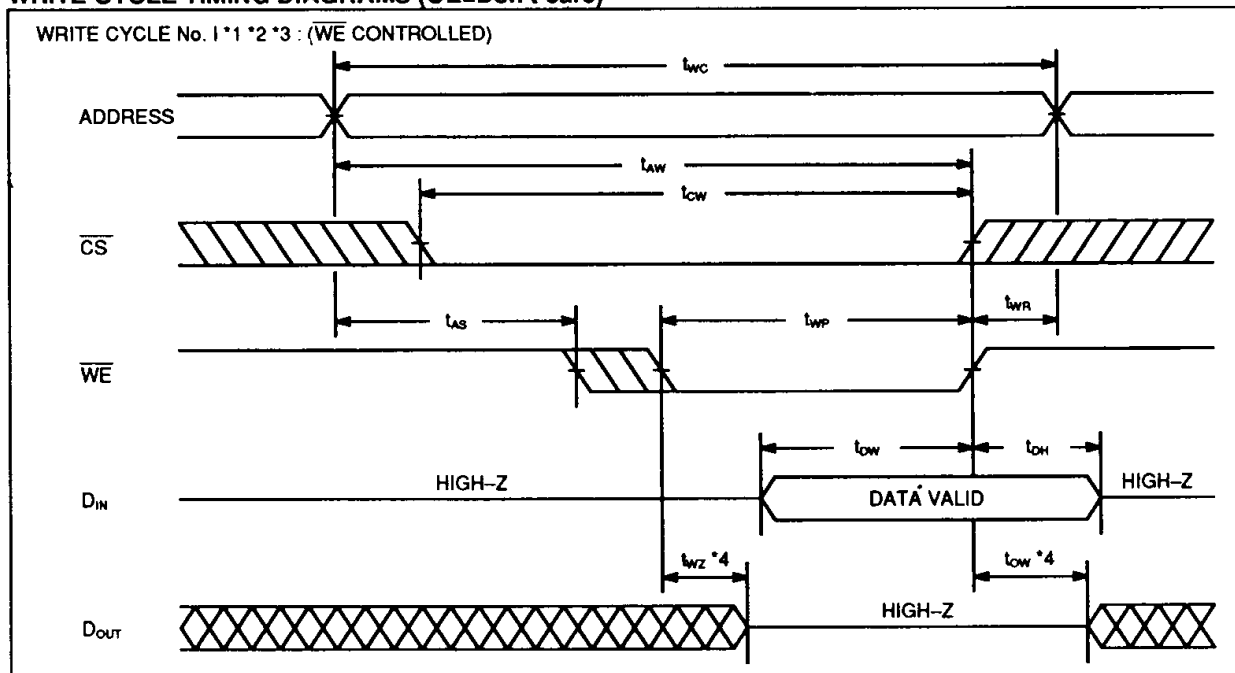 WRITE CYCLE No. I *1 *2 *3 : (WE CONTROLLED)
tWC
ADDRESS
tAW
tCW
CS
tAS
tWP
tWR
WE
tDW
tDH
HIGH–Z
DATA VALID
HIGH–Z
DIN
tWZ *4
tOW *4
HIGH–Z
DOUT